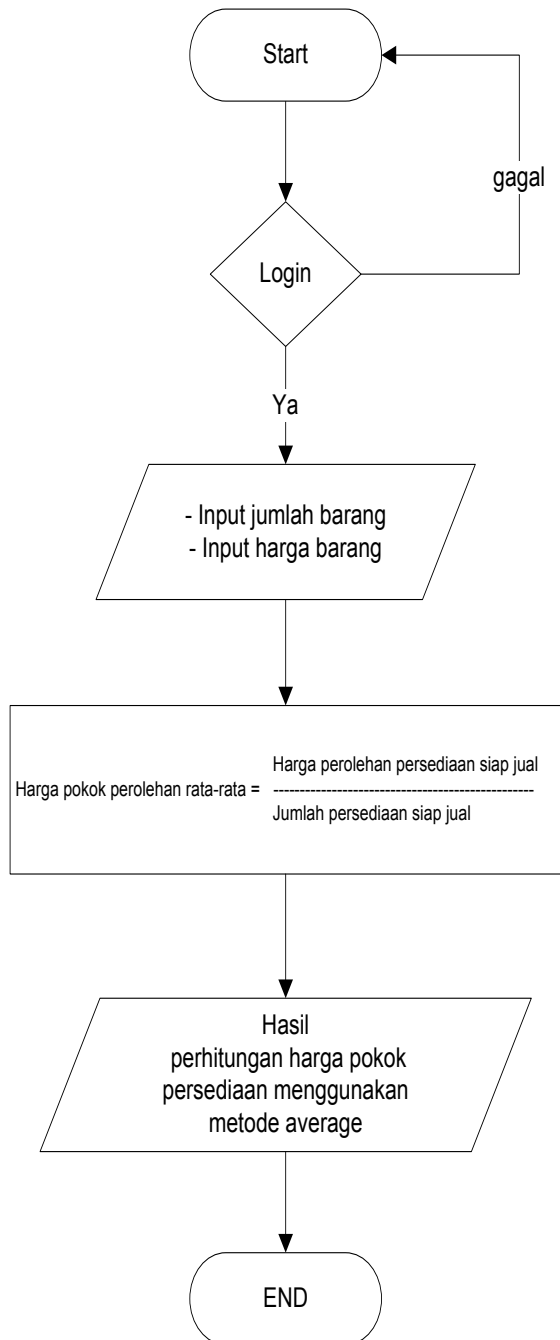 Start
gagal
Login
Ya
- Input jumlah barang
- Input harga barang
Harga perolehan persediaan siap jual
Harga pokok perolehan rata-rata = -------------------------------------------------
Jumlah persediaan siap jual
Hasil
perhitungan harga pokok
persediaan menggunakan
metode average
END